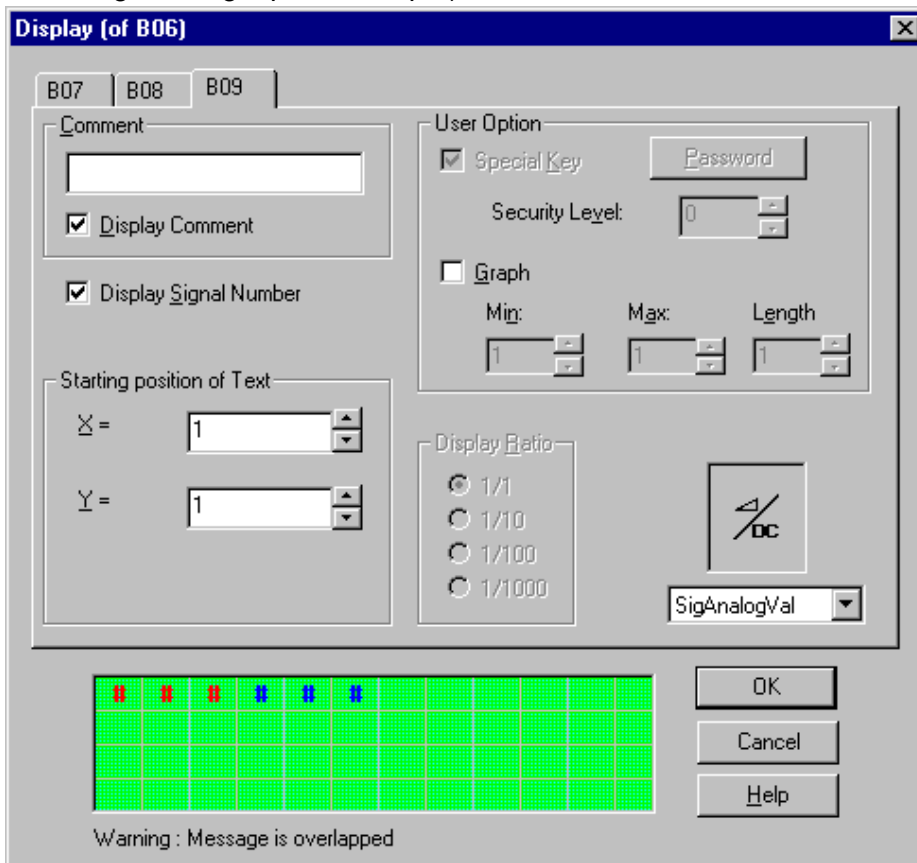 Display (of B06)
B07 B08 B09
Comment
Display Comment
Display Signal Number
Starting position of Text
X = 1
Y = 1
User Option
Special Key Password
Security Level: 0
Graph
Min: Max: Length
1 1 1
Display Ratio
1/1
1/10
1/100
1/1000
DC
SigAnalogVal
# # # # # #
OK
Cancel
Help
Warning : Message is overlapped